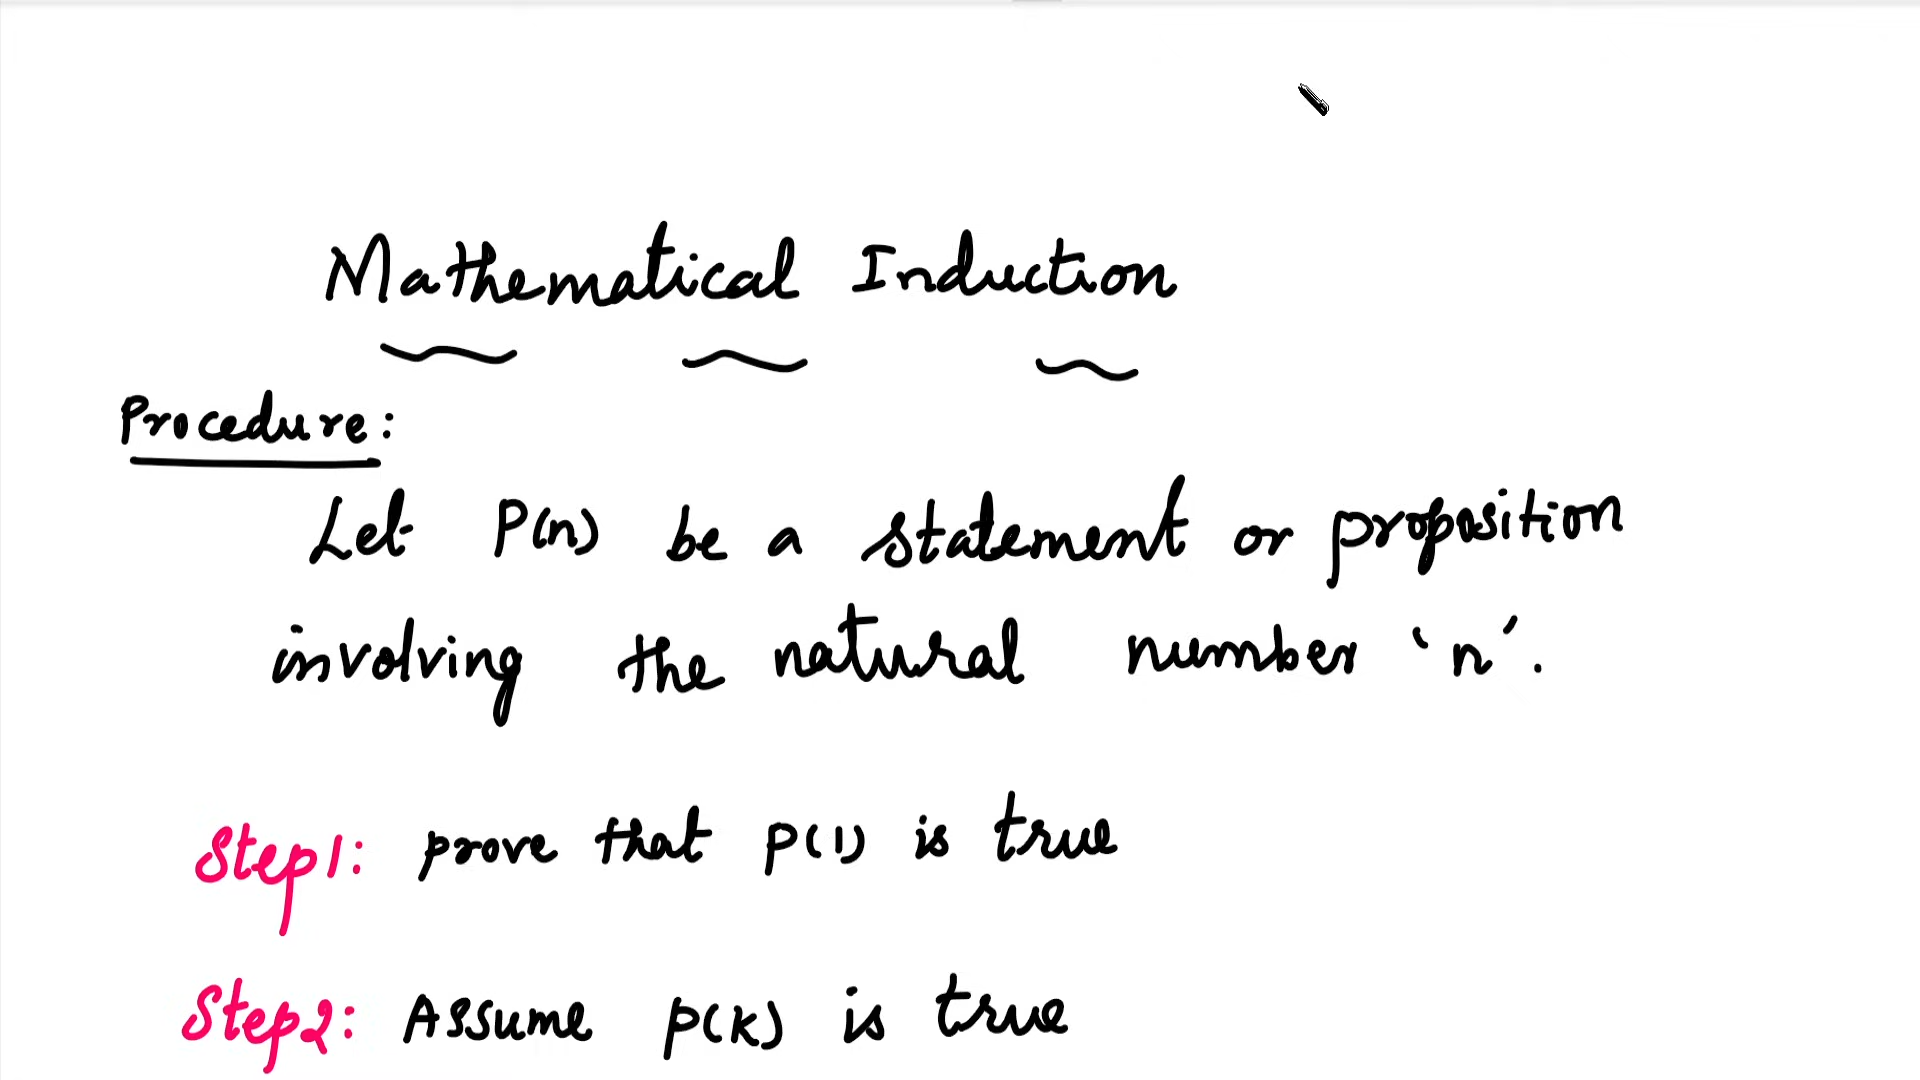 Mathematical Induction
Procedure:
Let P(n) be a statement or proposition
involving the natural number 'n'.
Step1: prove that p(1) is true
Step2: Assume p(k) is true